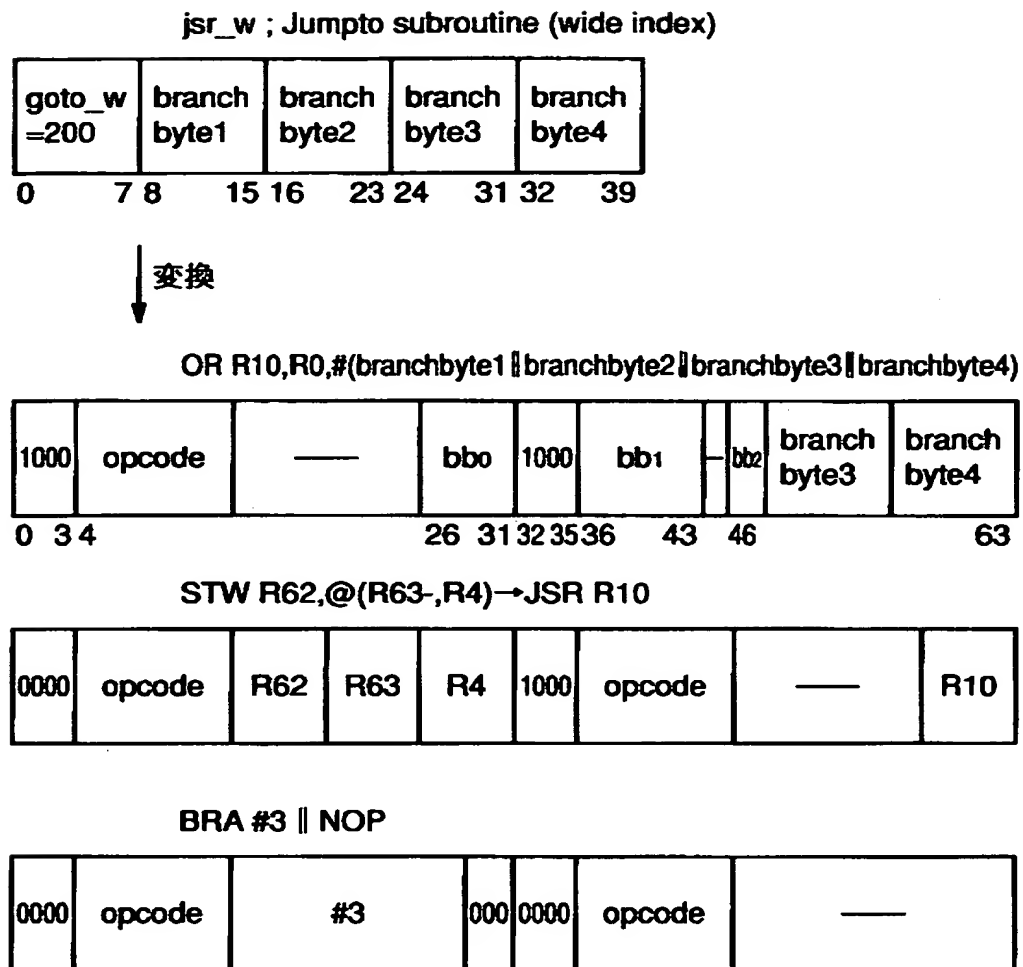 jsr_w ; Jumpto subroutine (wide index)
goto_w =200 branch byte1 branch byte2 branch byte3 branch byte4
0 7 8 15 16 23 24 31 32 39
変換
OR R10,R0,#(branchbyte1 || branchbyte2 || branchbyte3 || branchbyte4)
1000 opcode —— bb0 1000 bb1 — bb2 branch byte3 branch byte4
0 3 4 26 31 32 35 36 43 46 63
STW R62,@(R63-,R4)→JSR R10
0000 opcode R62 R63 R4 1000 opcode —— R10
BRA #3 || NOP
0000 opcode #3 000 0000 opcode ——